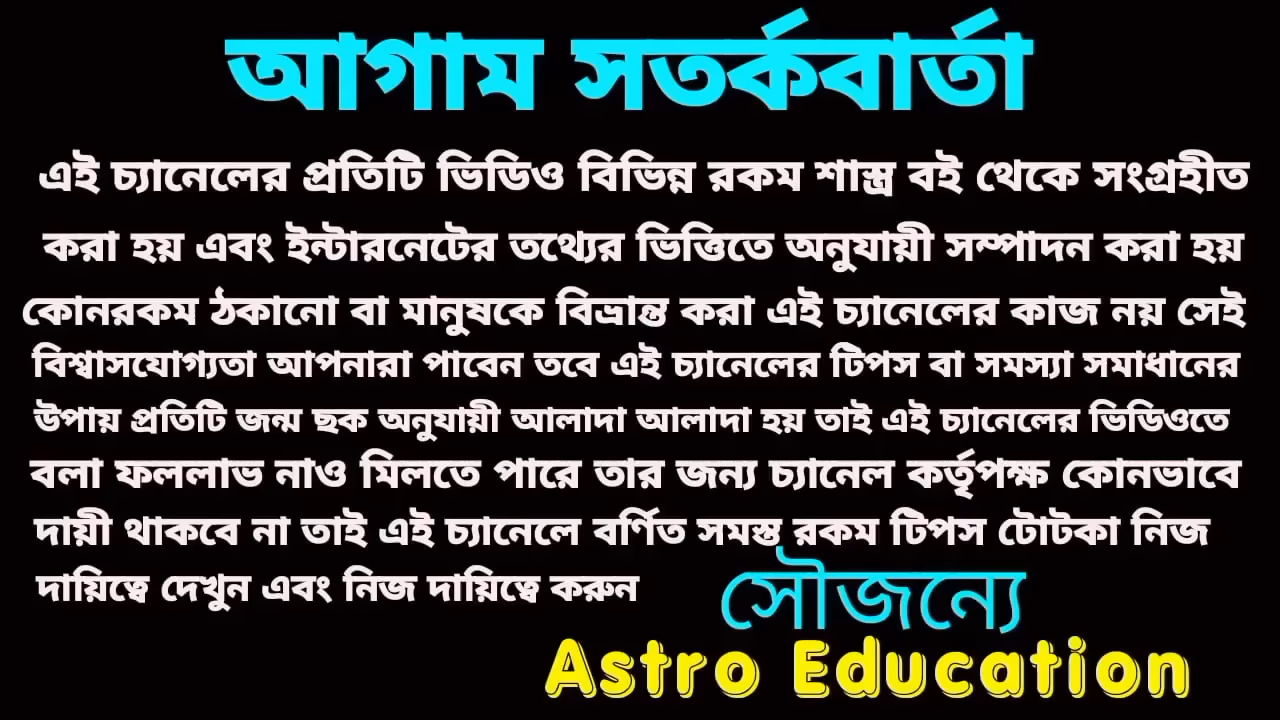 আগাম সতর্কবার্তা
এই চ্যানেলের প্রতিটি ভিডিও বিভিন্ন রকম শাস্ত্র বই থেকে সংগ্রহীত
করা হয় এবং ইন্টারনেটের তথ্যের ভিত্তিতে অনুযায়ী সম্পাদন করা হয়
কোনরকম ঠকানো বা মানুষকে বিভ্রান্ত করা এই চ্যানেলের কাজ নয় সেই
বিশ্বাসযোগ্যতা আপনারা পাবেন তবে এই চ্যানেলের টিপস বা সমস্যা সমাধানের
উপায় প্রতিটি জন্ম ছক অনুযায়ী আলাদা আলাদা হয় তাই এই চ্যানেলের ভিডিওতে
বলা ফললাভ নাও মিলতে পারে তার জন্য চ্যানেল কর্তৃপক্ষ কোনভাবে
দায়ী থাকবে না তাই এই চ্যানেলে বর্ণিত সমস্ত রকম টিপস টোটকা নিজ
দায়িত্বে দেখুন এবং নিজ দায়িত্বে করুন
সৌজন্যে
Astro Education